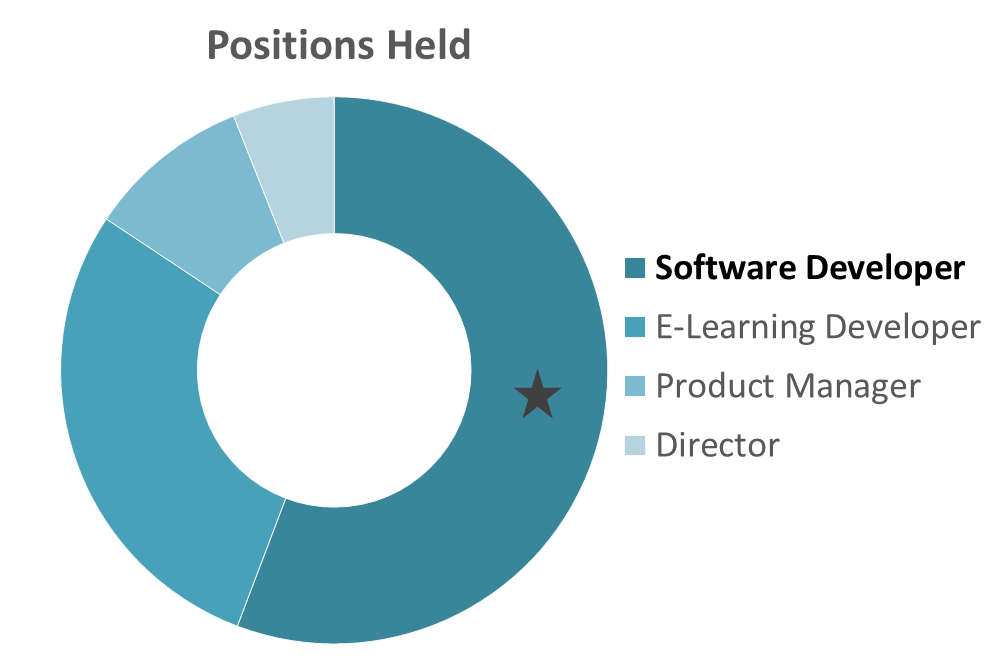 Positions Held
Software Developer
E-Learning Developer
Product Manager
Director